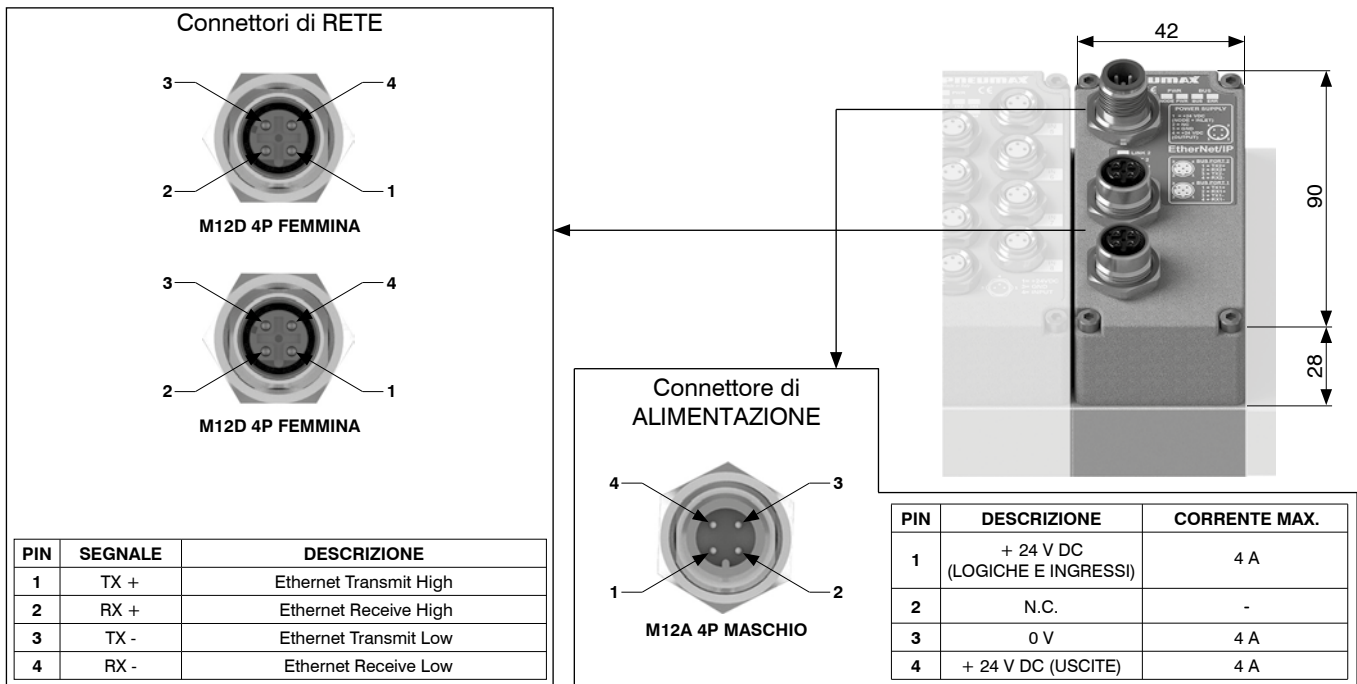 Connettori di RETE
3
4
2
1
M12D 4P FEMMINA
3
4
2
1
M12D 4P FEMMINA
PIN SEGNALE DESCRIZIONE
1 TX + Ethernet Transmit High
2 RX + Ethernet Receive High
3 TX - Ethernet Transmit Low
4 RX - Ethernet Receive Low
Connettore di
ALIMENTAZIONE
4
3
1
2
M12A 4P MASCHIO
PIN DESCRIZIONE CORRENTE MAX.
1 + 24 V DC
(LOGICHE E INGRESSI) 4 A
2 N.C. -
3 0 V 4 A
4 + 24 V DC (USCITE) 4 A
42
90
28
PNEUMAX
UMAX
PWR BUS
POWER SUPPLY
EtherNet/IP